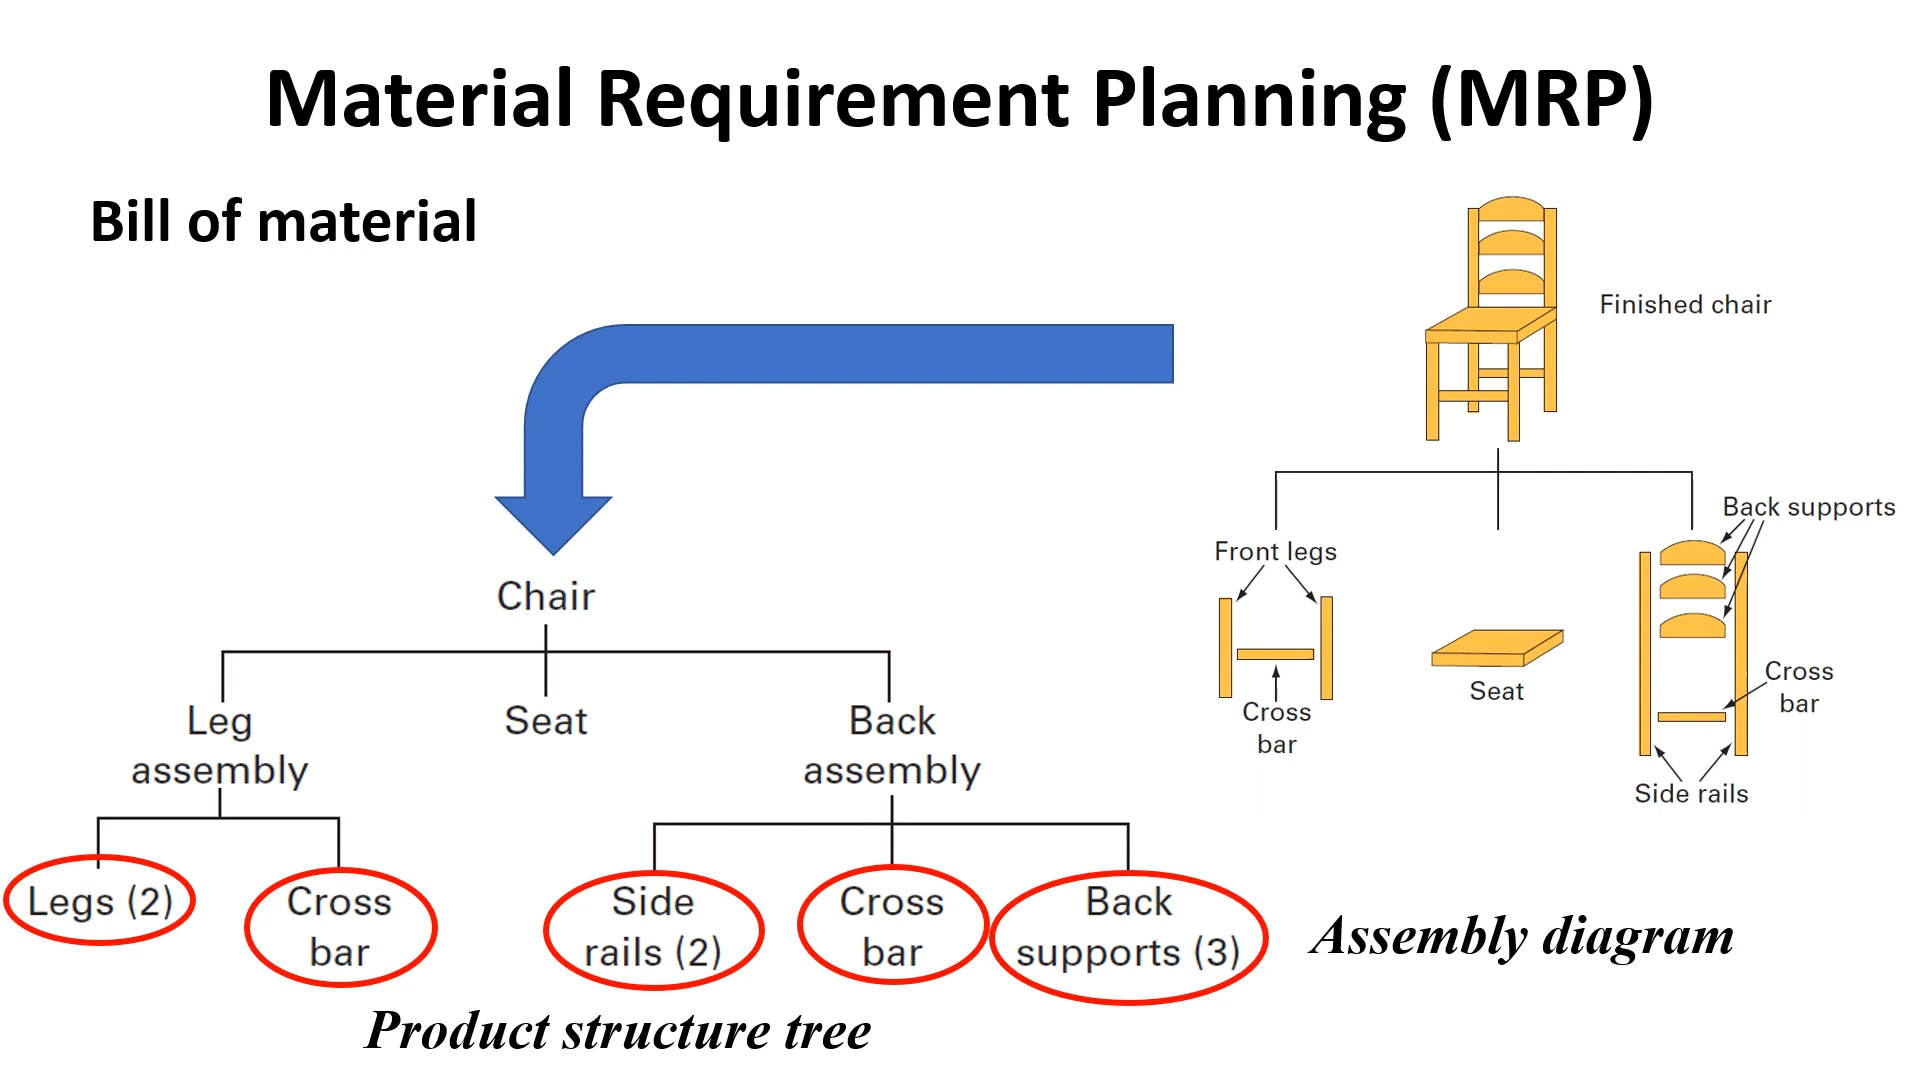 Material Requirement Planning (MRP)
Bill of material
Finished chair
Back supports
Front legs
Cross
bar
Seat
Cross
bar
Side rails
Chair
Leg
assembly
Seat
Back
assembly
Legs (2)
Cross
bar
Side
rails (2)
Cross
bar
Back
supports (3)
Assembly diagram
Product structure tree